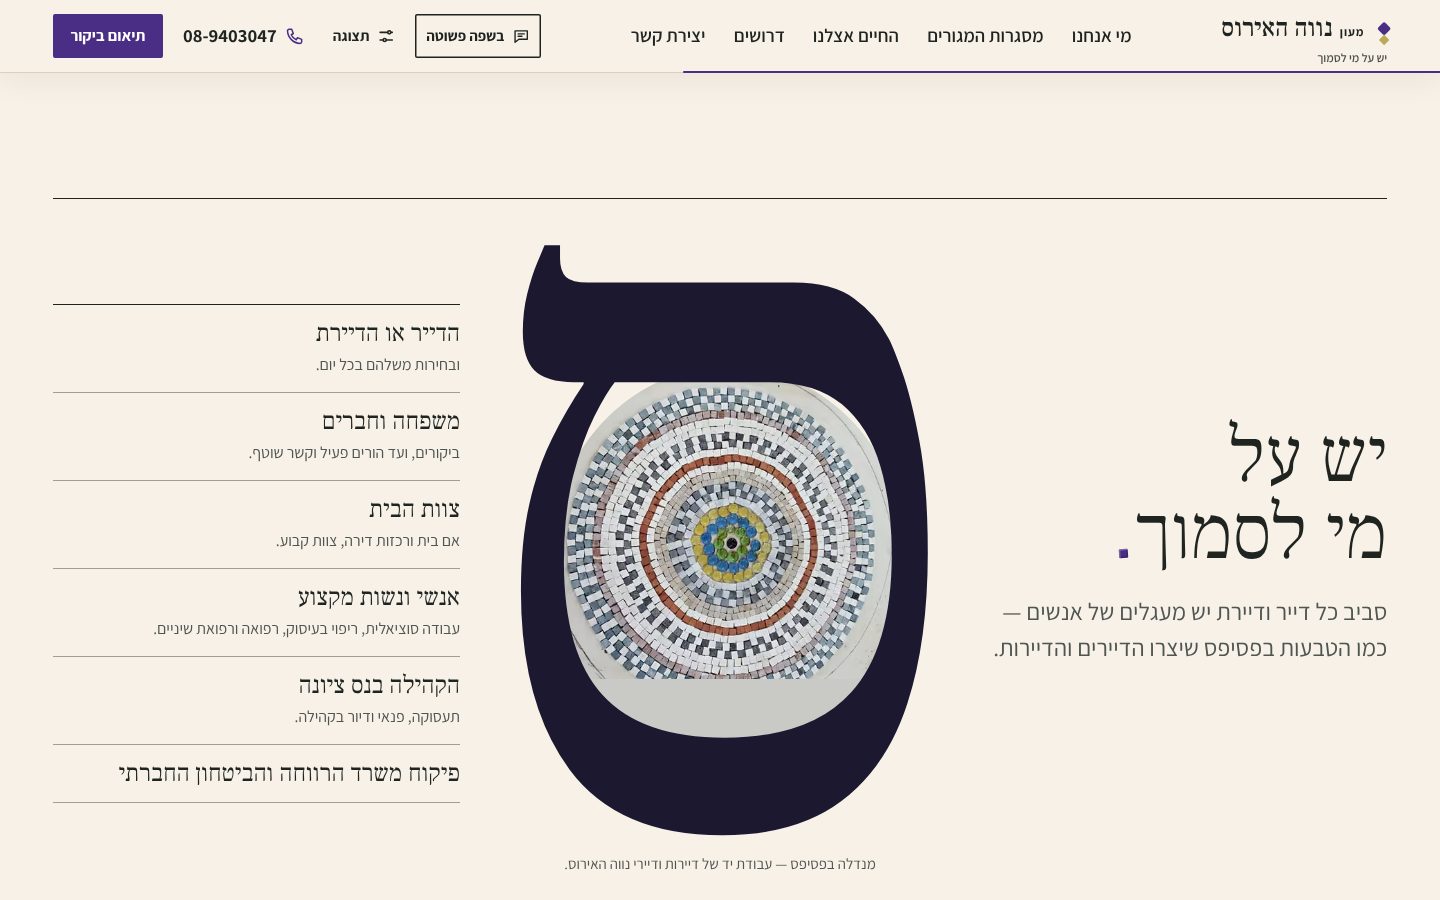 מעון נווה האירוס
יש על מי לסמוך
מי אנחנו
מסגרות המגורים
החיים אצלנו
דרושים
יצירת קשר
בשפה פשוטה
תצוגה
08-9403047
תיאום ביקור
יש על
מי לסמוך.
סביב כל דייר ודיירת יש מעגלים של אנשים —
כמו הטבעות בפסיפס שיצרו הדיירים והדיירות.
ס
מנדלה בפסיפס — עבודת יד של דיירות ודיירי נווה האירוס.
הדייר או הדיירת
ובחירות משלהם בכל יום.
משפחה וחברים
ביקורים, ועד הורים פעיל וקשר שוטף.
צוות הבית
אם בית ורכזות דירה, צוות קבוע.
אנשי ונשות מקצוע
עבודה סוציאלית, ריפוי בעיסוק, רפואה ורפואת שיניים.
הקהילה בנס ציונה
תעסוקה, פנאי ודיור בקהילה.
פיקוח משרד הרווחה והביטחון החברתי